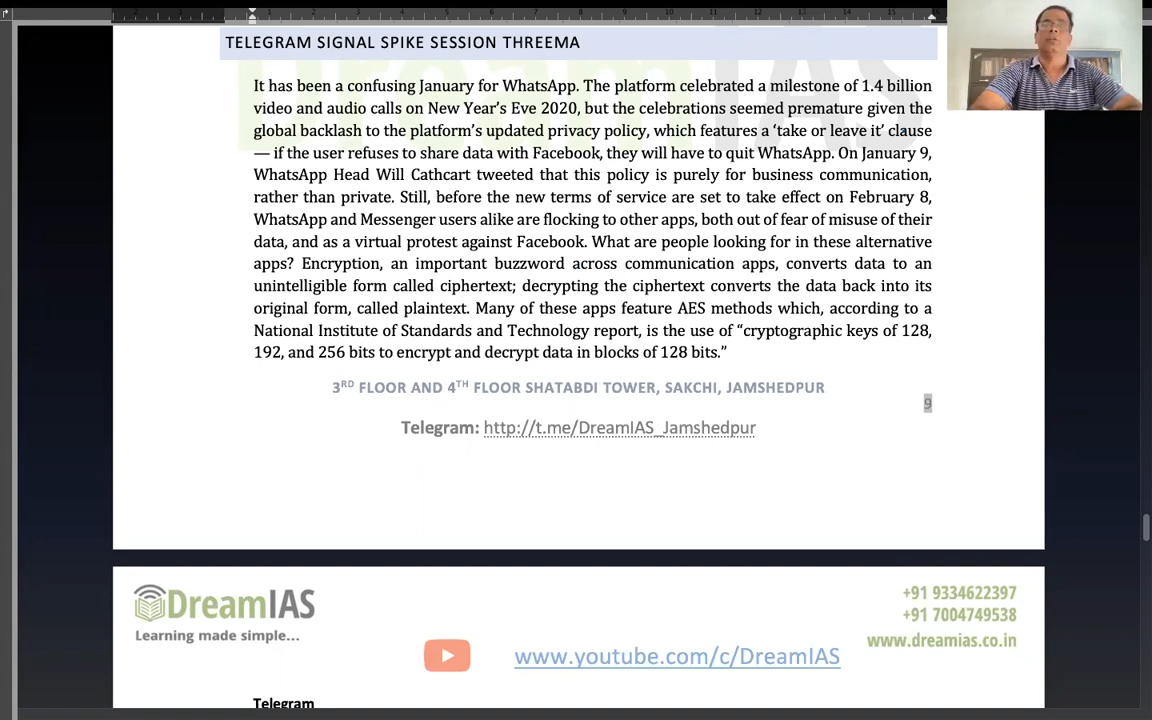 TELEGRAM SIGNAL SPIKE SESSION THREEMA
It has been a confusing January for WhatsApp. The platform celebrated a milestone of 1.4 billion
video and audio calls on New Year’s Eve 2020, but the celebrations seemed premature given the
global backlash to the platform’s updated privacy policy, which features a ‘take or leave it’ clause
— if the user refuses to share data with Facebook, they will have to quit WhatsApp. On January 9,
WhatsApp Head Will Cathcart tweeted that this policy is purely for business communication,
rather than private. Still, before the new terms of service are set to take effect on February 8,
WhatsApp and Messenger users alike are flocking to other apps, both out of fear of misuse of their
data, and as a virtual protest against Facebook. What are people looking for in these alternative
apps? Encryption, an important buzzword across communication apps, converts data to an
unintelligible form called ciphertext; decrypting the ciphertext converts the data back into its
original form, called plaintext. Many of these apps feature AES methods which, according to a
National Institute of Standards and Technology report, is the use of “cryptographic keys of 128,
192, and 256 bits to encrypt and decrypt data in blocks of 128 bits.”
3RD FLOOR AND 4TH FLOOR SHATABDI TOWER, SAKCHI, JAMSHEDPUR
9
Telegram: http://t.me/DreamIAS_Jamshedpur
DreamIAS
Learning made simple...
+91 9334622397
+91 7004749538
www.dreamias.co.in
www.youtube.com/c/DreamIAS
Telegram